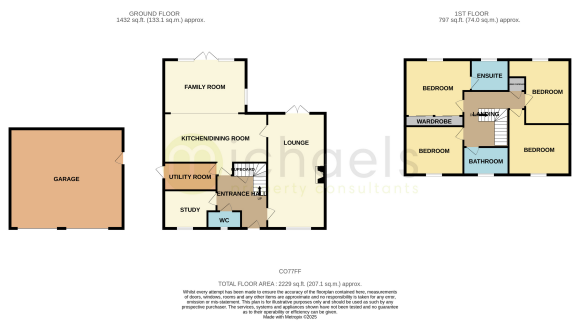 GROUND FLOOR
1432 sq.ft. (133.1 sq.m.) approx.
1ST FLOOR
797 sq.ft. (74.0 sq.m.) approx.
FAMILY ROOM
KITCHEN/DINING ROOM
LOUNGE
UTILITY ROOM
CUPBOARD
ENTRANCE HALL
UP
STUDY
WC
GARAGE
ENSUITE
BEDROOM
BEDROOM
LANDING
WARDROBE
BEDROOM
BATHROOM
BEDROOM
michaels
property consultants
CO77FF
TOTAL FLOOR AREA : 2229 sq.ft. (207.1 sq.m.) approx.
Whilst every attempt has been made to ensure the accuracy of the floorplan contained here, measurements
of doors, windows, rooms and any other items are approximate and no responsibility is taken for any error,
omission or mis-statement. This plan is for illustrative purposes only and should be used as such by any
prospective purchaser. The services, systems and appliances shown have not been tested and no guarantee
as to their operability or efficiency can be given.
Made with Metropix ©2025